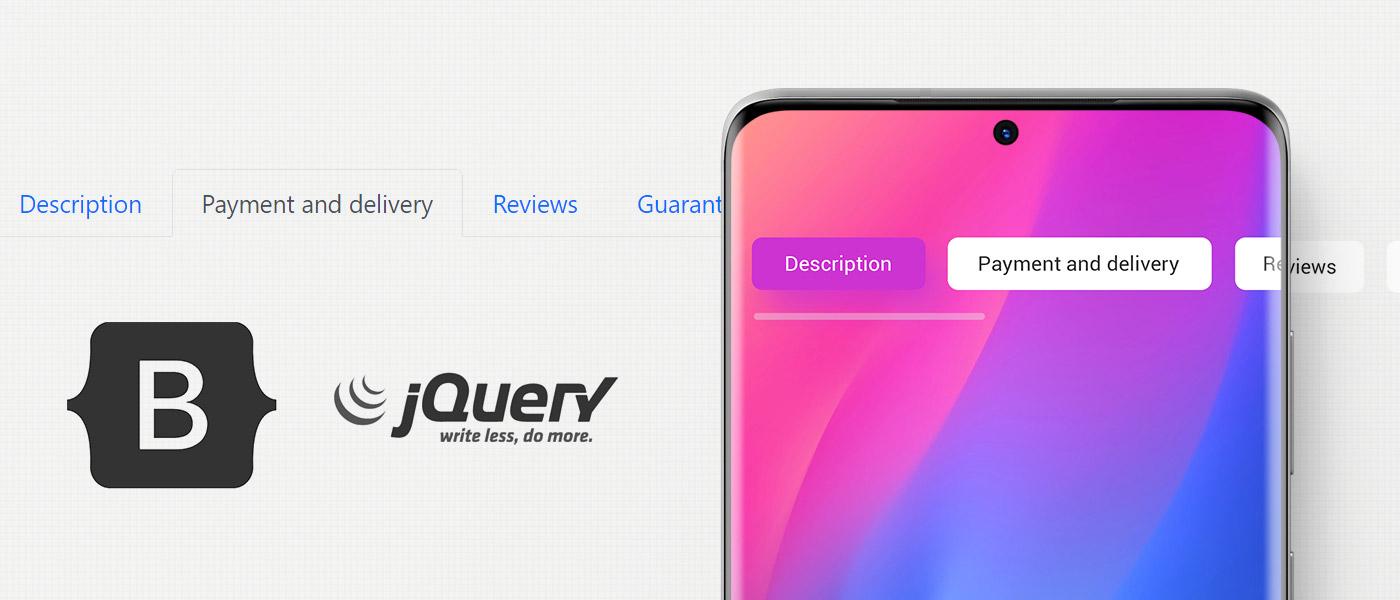 Description Payment and delivery Reviews Guarant
Description Payment and delivery Reviews
B
jQuery
write less, do more.